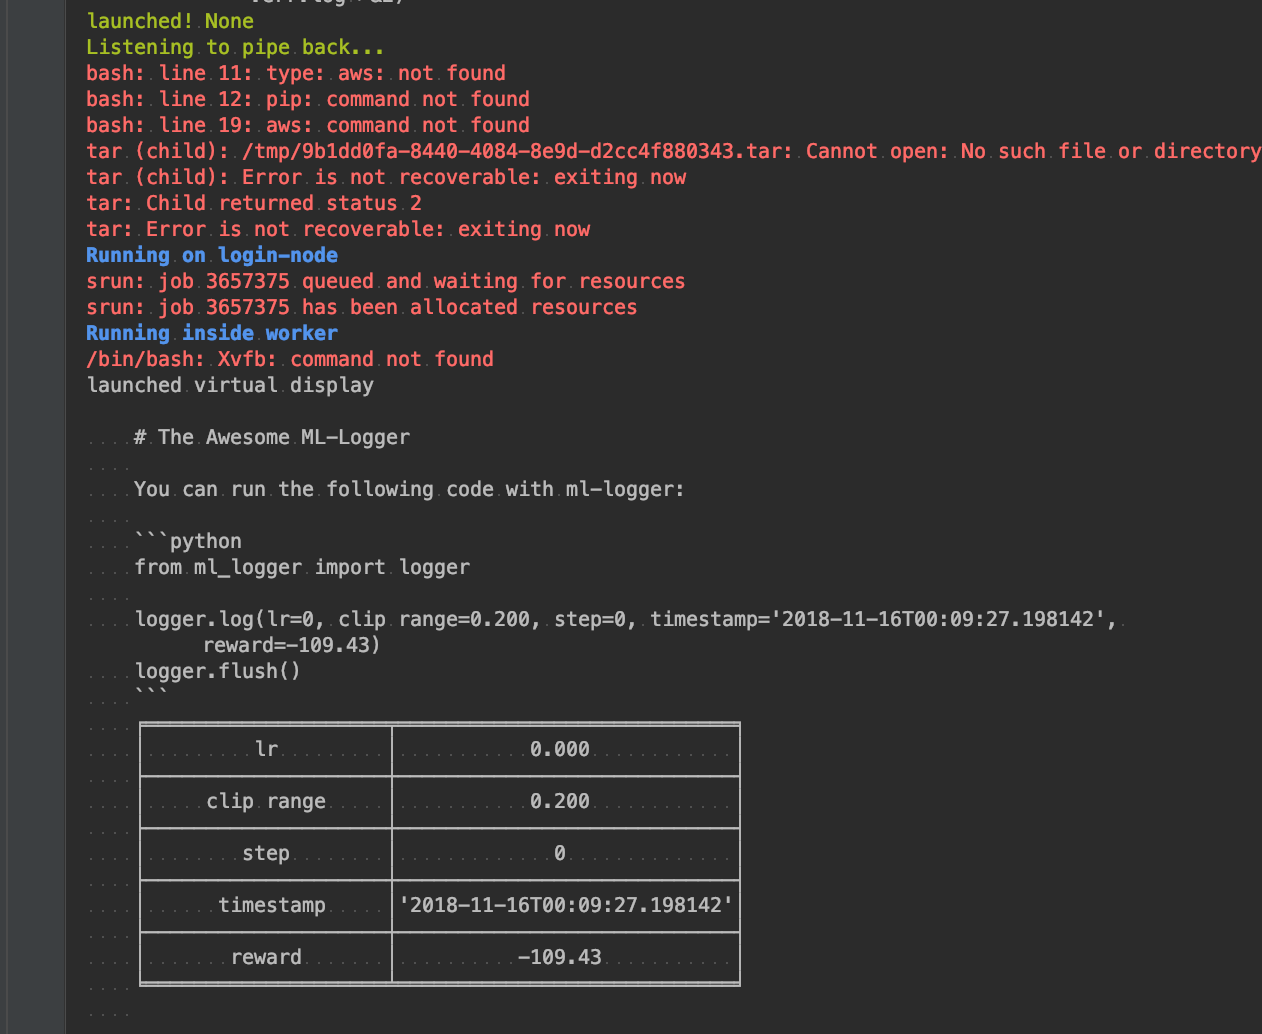 launched! None
Listening to pipe back...
bash: line 11: type: aws: not found
bash: line 12: pip: command not found
bash: line 19: aws: command not found
tar (child): /tmp/9b1dd0fa-8440-4084-8e9d-d2cc4f880343.tar: Cannot open: No such file or directory
tar (child): Error is not recoverable: exiting now
tar: Child returned status 2
tar: Error is not recoverable: exiting now
Running on login-node
srun: job 3657375 queued and waiting for resources
srun: job 3657375 has been allocated resources
Running inside worker
/bin/bash: Xvfb: command not found
launched virtual display
# The Awesome ML-Logger
You can run the following code with ml-logger:
```python
from ml_logger import logger
logger.log(lr=0, clip range=0.200, step=0, timestamp='2018-11-16T00:09:27.198142',
reward=-109.43)
logger.flush()
```
lr 0.000
clip range 0.200
step 0
timestamp '2018-11-16T00:09:27.198142'
reward -109.43